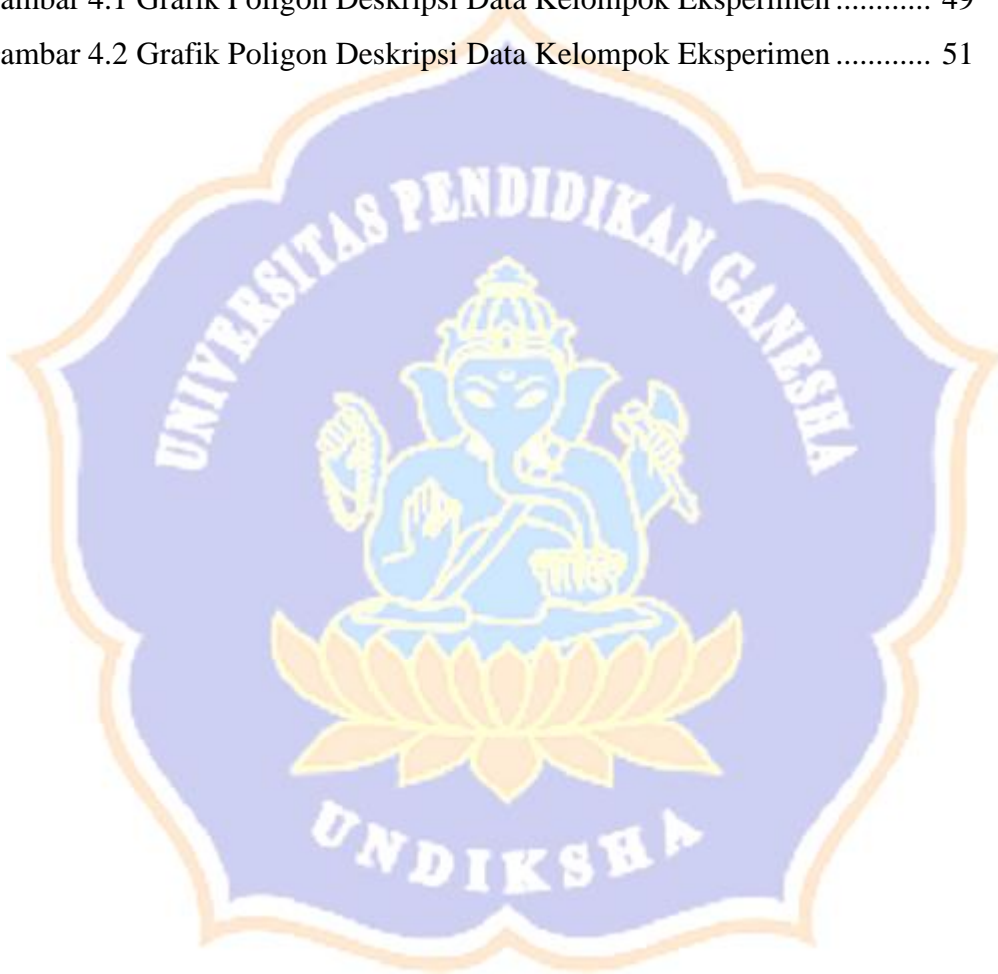 ambar 4.1 Grafik Poligon Deskripsi Data Kelompok Eksperimen ............ 49
ambar 4.2 Grafik Poligon Deskripsi Data Kelompok Eksperimen ............ 51
UNIVERSITAS PENDIDIKAN GANESHA
UNDIKSHA